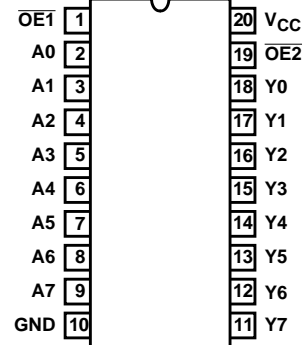 O̅E̅1̅ 1 20 VCC
A0 2 19 O̅E̅2̅
A1 3 18 Y0
A2 4 17 Y1
A3 5 16 Y2
A4 6 15 Y3
A5 7 14 Y4
A6 8 13 Y5
A7 9 12 Y6
GND 10 11 Y7